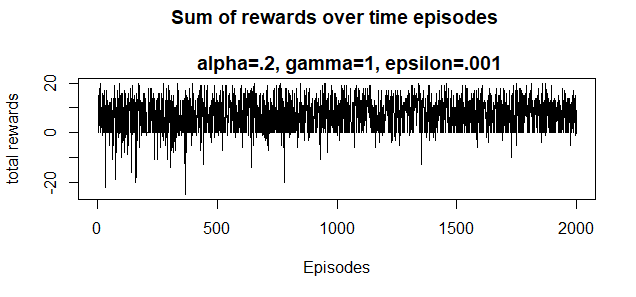 Sum of rewards over time episodes
alpha=.2, gamma=1, epsilon=.001
total rewards
20
0
-20
0
500
1000
1500
2000
Episodes